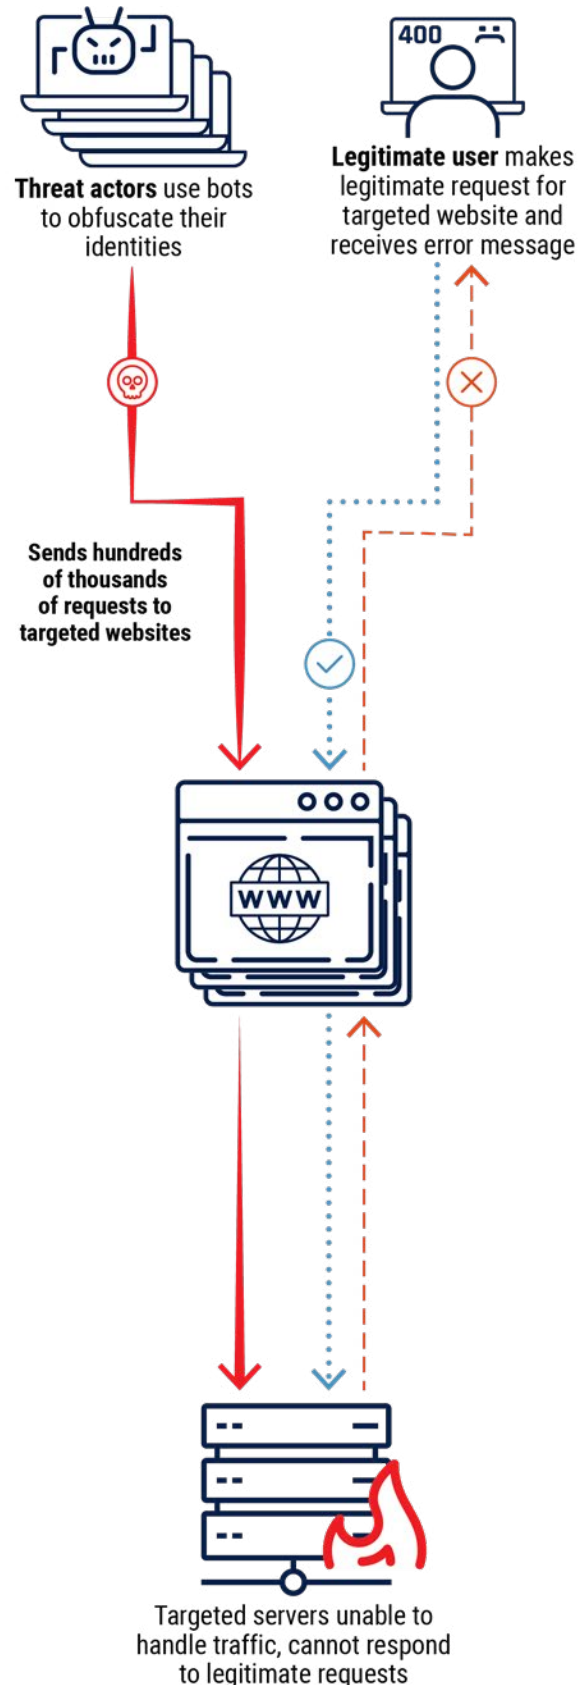 400
Threat actors use bots
to obfuscate their
identities
Legitimate user makes
legitimate request for
targeted website and
receives error message
Sends hundreds
of thousands
of requests to
targeted websites
WWW
Targeted servers unable to
handle traffic, cannot respond
to legitimate requests